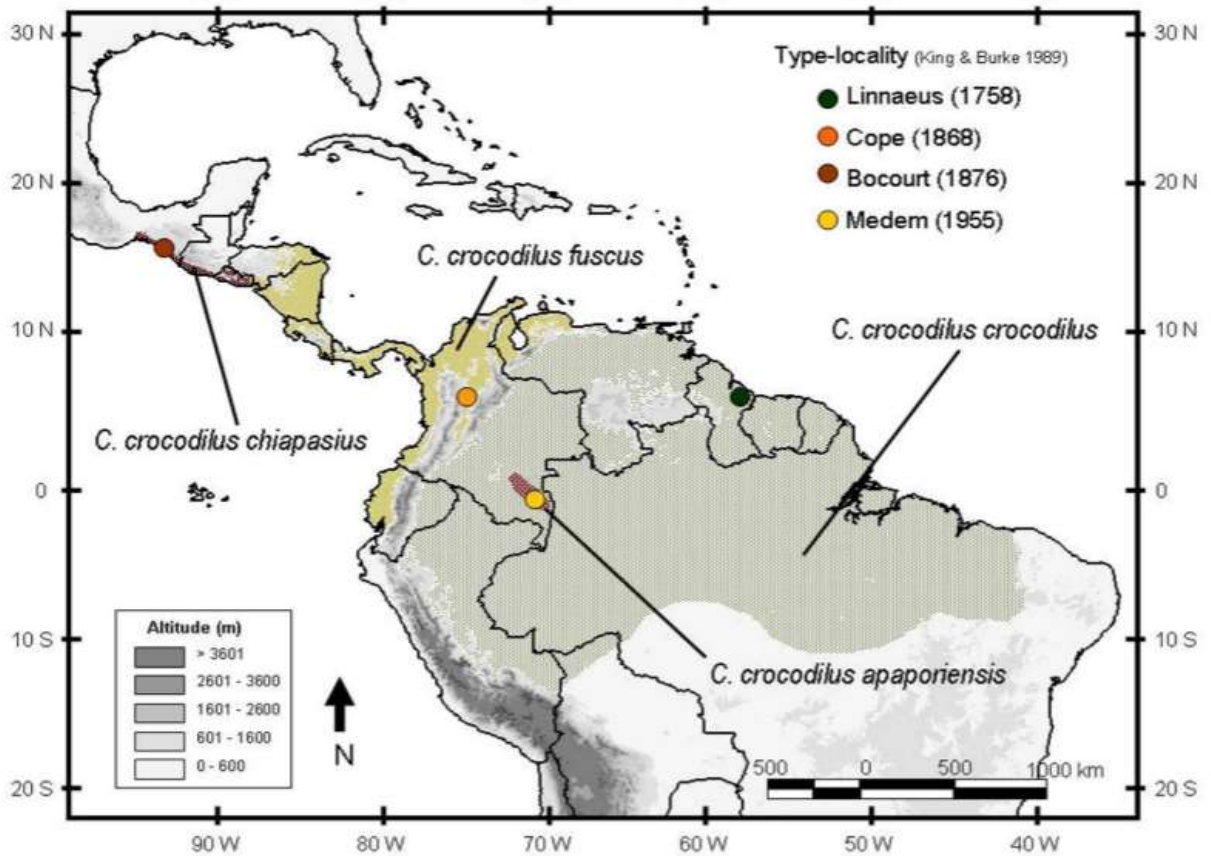 30 N
30 N
Type-locality (King & Burke 1989)
Linnaeus (1758)
Cope (1868)
20 N
20 N
Bocourt (1876)
Medem (1955)
C. crocodilus fuscus
10 N
C. crocodilus crocodilus
10 N
C. crocodilus chiapasius
0
0
Altitude (m)
> 3601
2601 - 3600
1601 - 2600
601 - 1600
0 - 600
10 S
10 S
C. crocodilus apaporiensis
N
500 0 500 1000 km
20 S
20 S
90 W 80 W 70 W 60 W 50 W 40 W